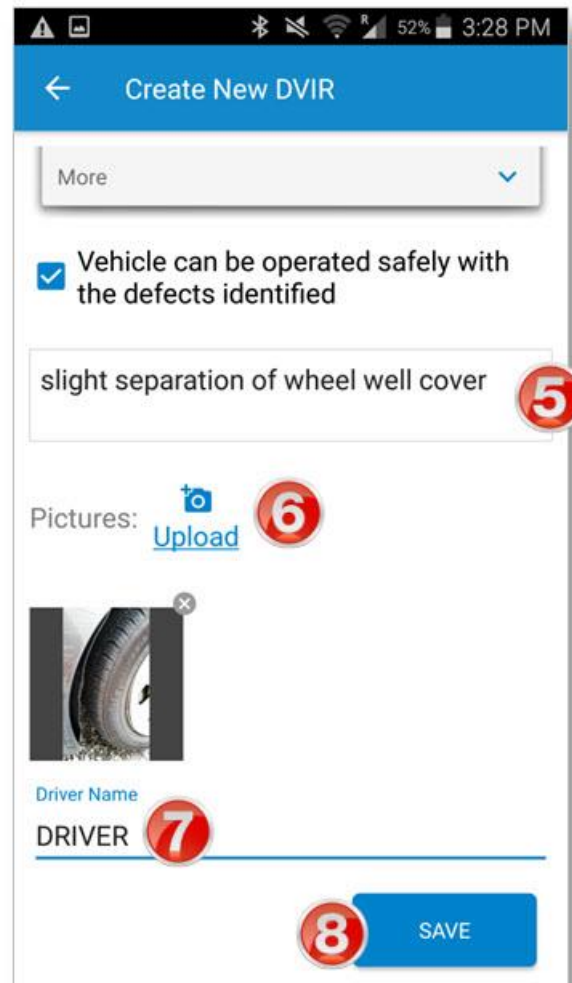 R
52% 3:28 PM
Create New DVIR
More
Vehicle can be operated safely with
the defects identified
slight separation of wheel well cover
5
Pictures:
Upload
6
Driver Name
DRIVER
7
8
SAVE